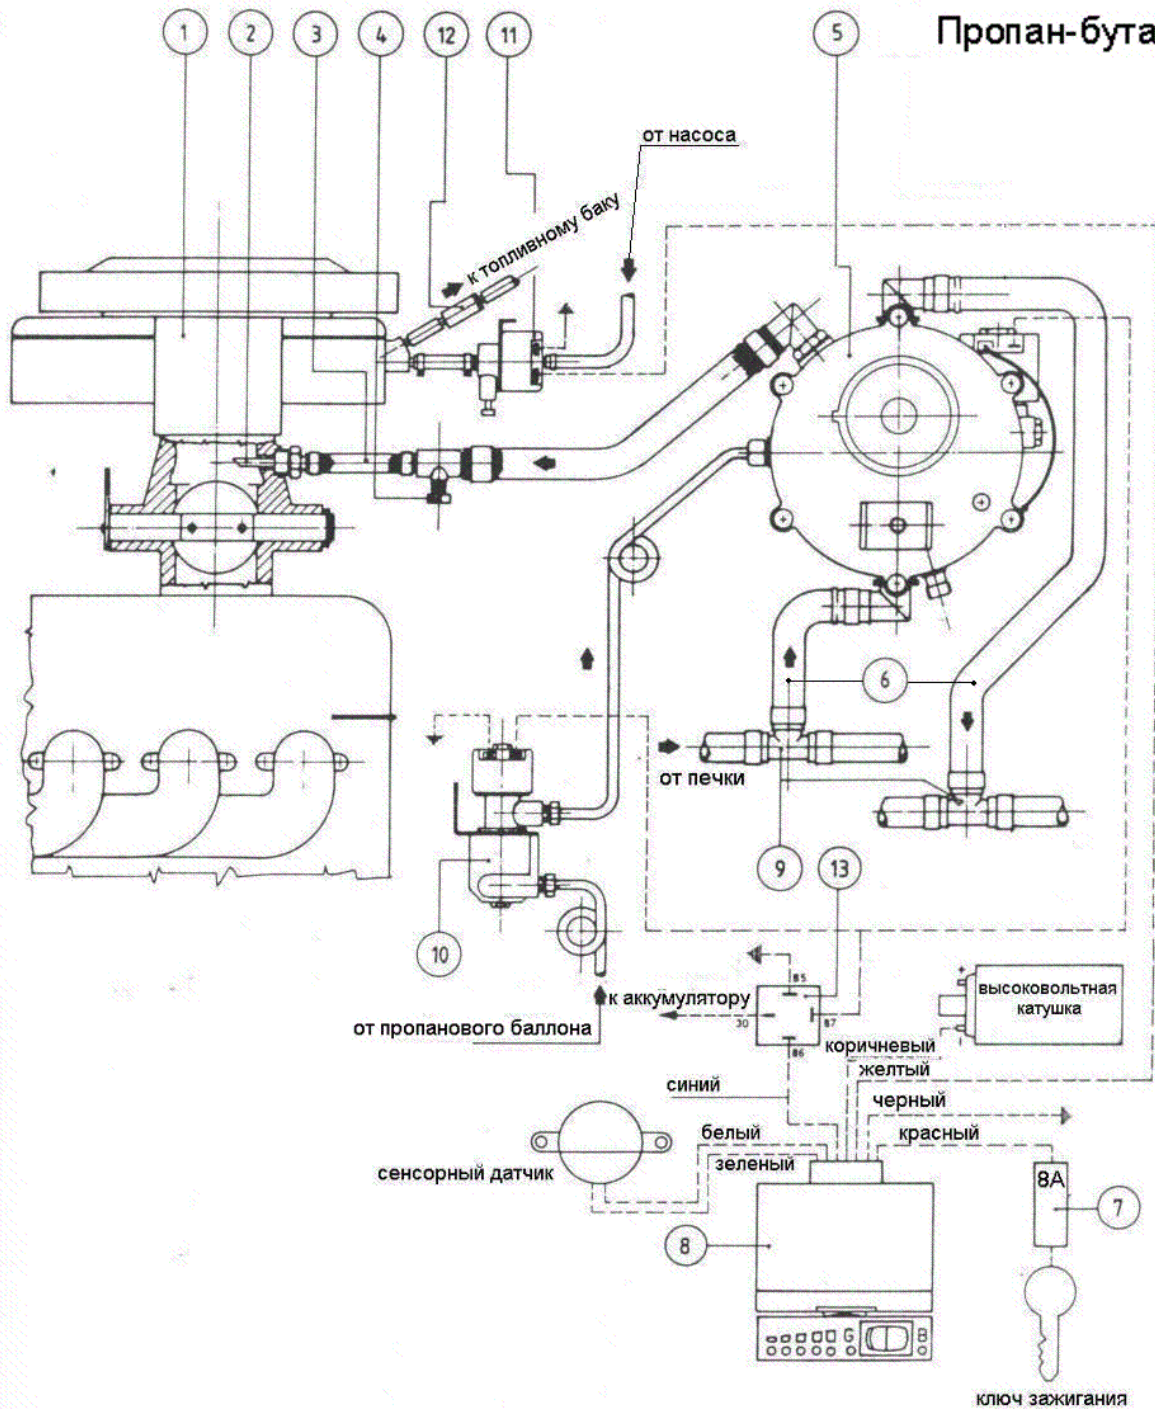 Пропан-бута
1 2 3 4 12 11 5
от насоса
к топливному баку
6
от печки
9 13
10
85
к аккумулятору
30
87
86
от пропанового баллона
+
высоковольтная
катушка
-
коричневый
желтый
синий
черный
белый
красный
зеленый
сенсорный датчик
8A
7
8
G B
ключ зажигания